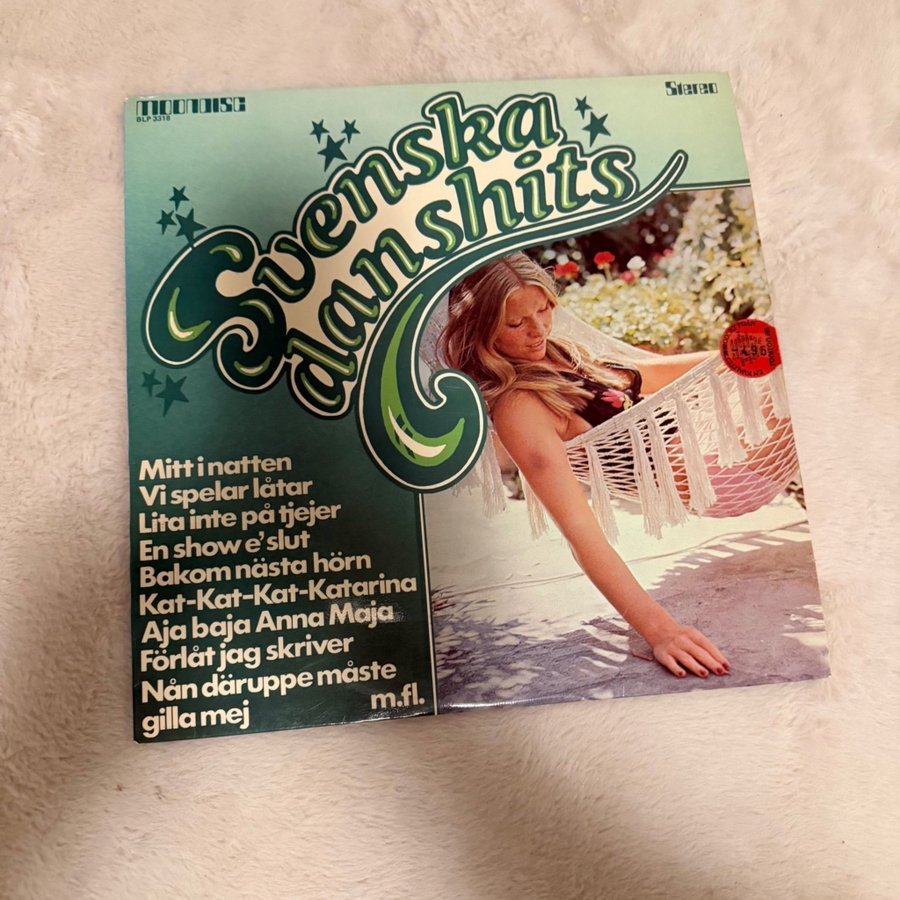 MOONDISC
BLP 3318
Stereo
Svenska
danshits
Mitt i natten
Vi spelar låtar
Lita inte på tjejer
En show e'slut
Bakom nästa hörn
Kat-Kat-Kat-Katarina
Aja baja Anna Maja
Förlåt jag skriver
Nån däruppe måste
gilla mej
m.fl.